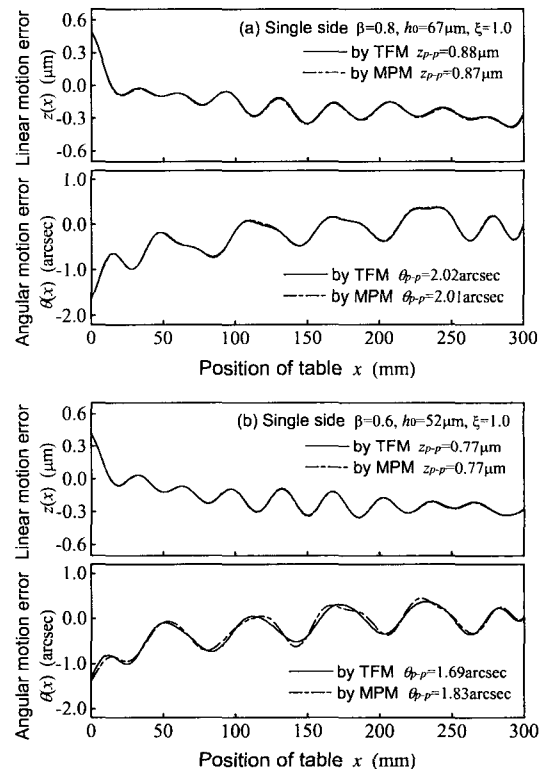 0.6
0.3
0.0
-0.3
-0.6
Linear motion error
z(x) (μm)
(a) Single side β=0.8, h0=67μm, ξ=1.0
by TFM zp-p=0.88μm
by MPM zp-p=0.87μm
1.0
0.0
-1.0
-2.0
Angular motion error
θ(x) (arcsec)
by TFM θp-p=2.02arcsec
by MPM θp-p=2.01arcsec
0 50 100 150 200 250 300
Position of table x (mm)
0.6
0.3
0.0
-0.3
-0.6
Linear motion error
z(x) (μm)
(b) Single side β=0.6, h0=52μm, ξ=1.0
by TFM zp-p=0.77μm
by MPM zp-p=0.77μm
1.0
0.0
-1.0
-2.0
Angular motion error
θ(x) (arcsec)
by TFM θp-p=1.69arcsec
by MPM θp-p=1.83arcsec
0 50 100 150 200 250 300
Position of table x (mm)